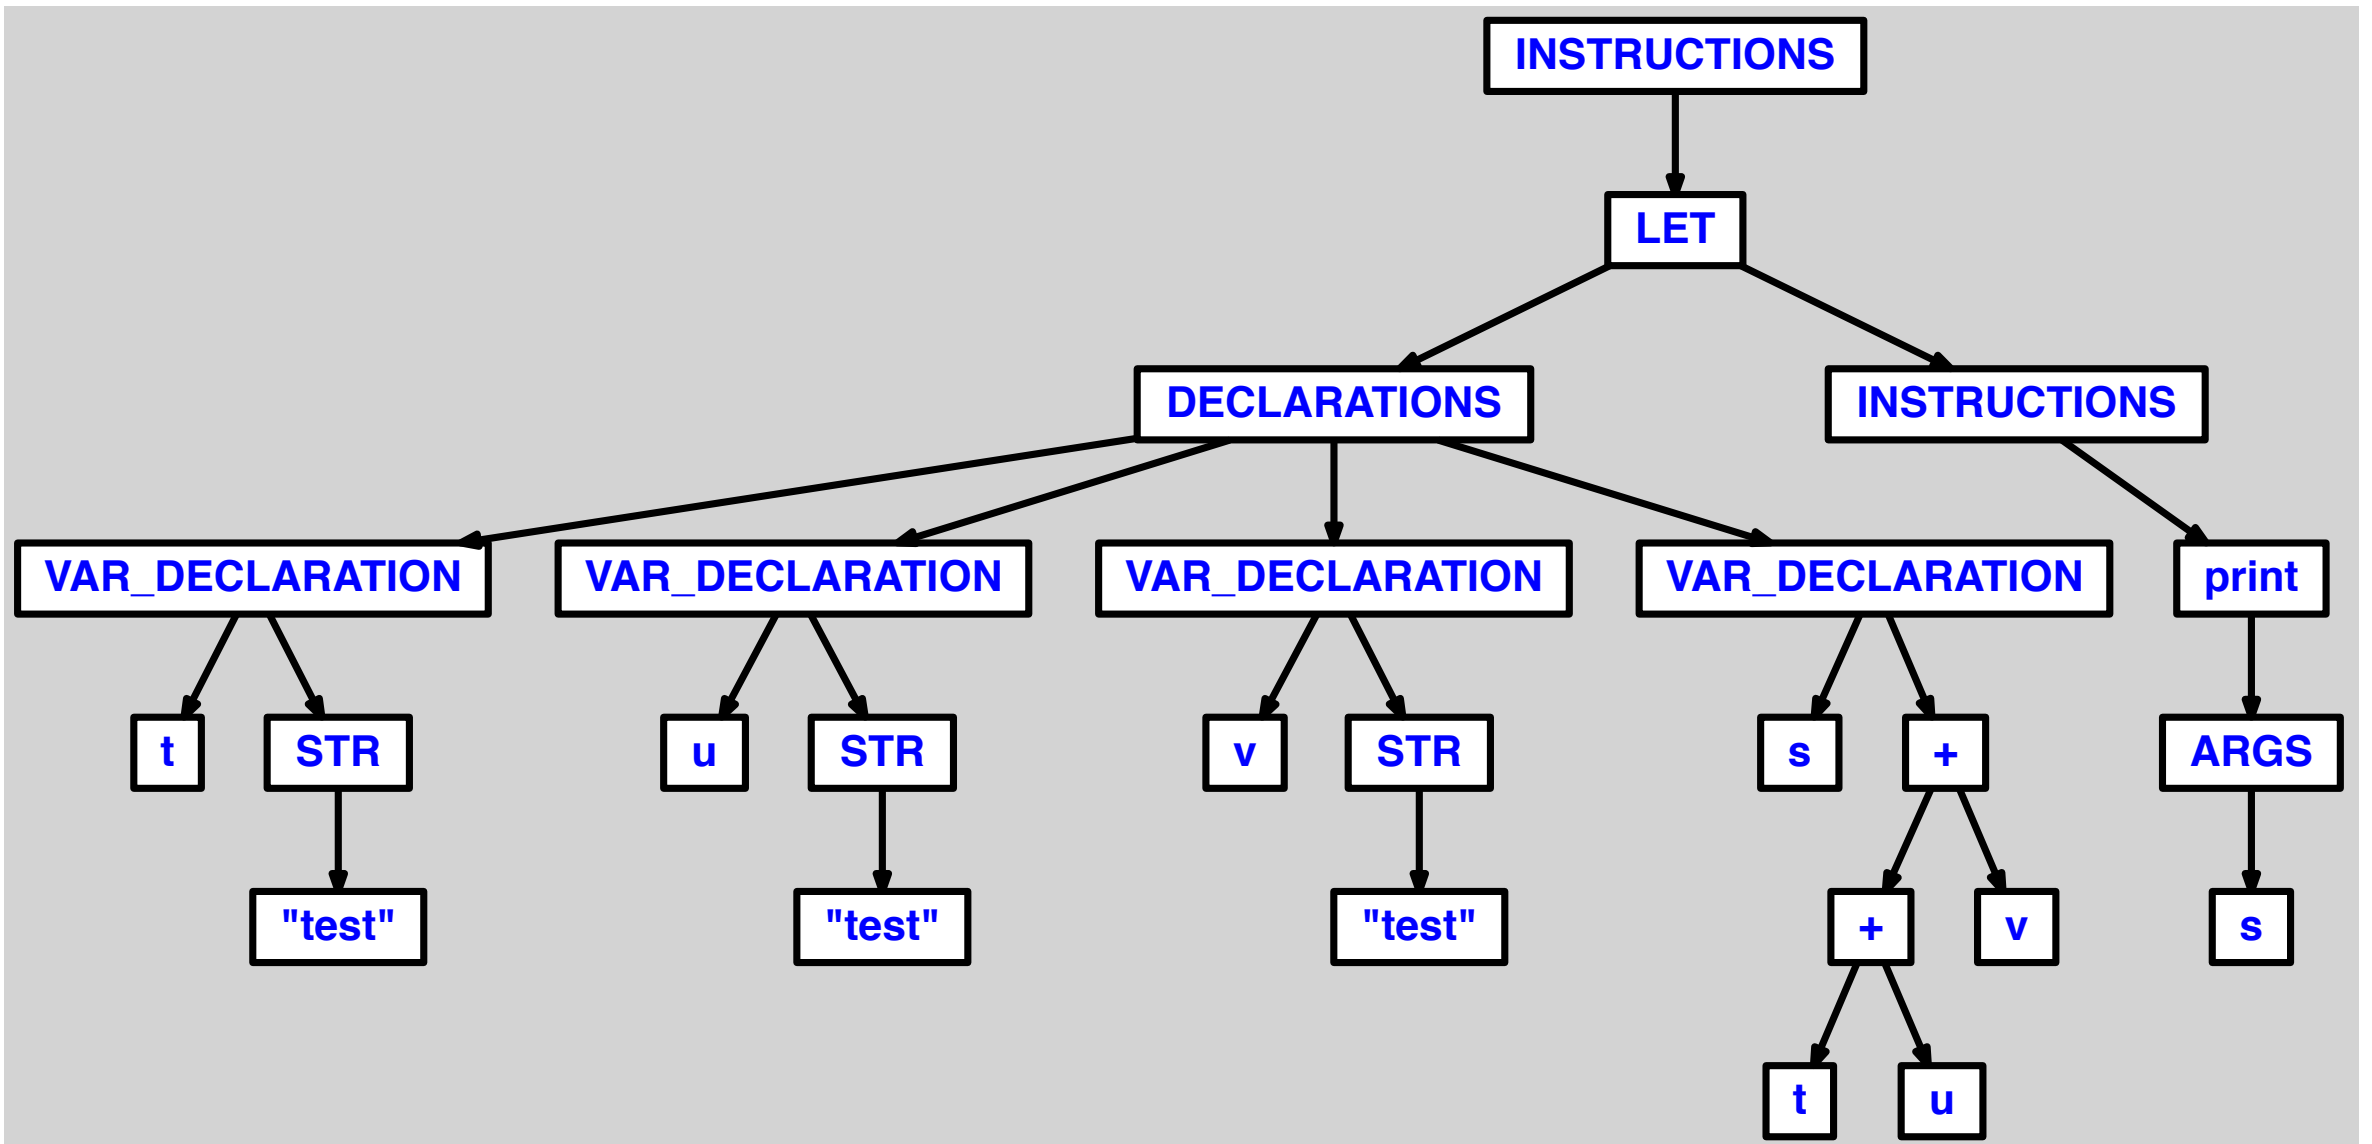 INSTRUCTIONS
LET
DECLARATIONS INSTRUCTIONS
VAR_DECLARATION VAR_DECLARATION VAR_DECLARATION VAR_DECLARATION print
t STR u STR v STR s + ARGS
"test" "test" "test" + v s
t u